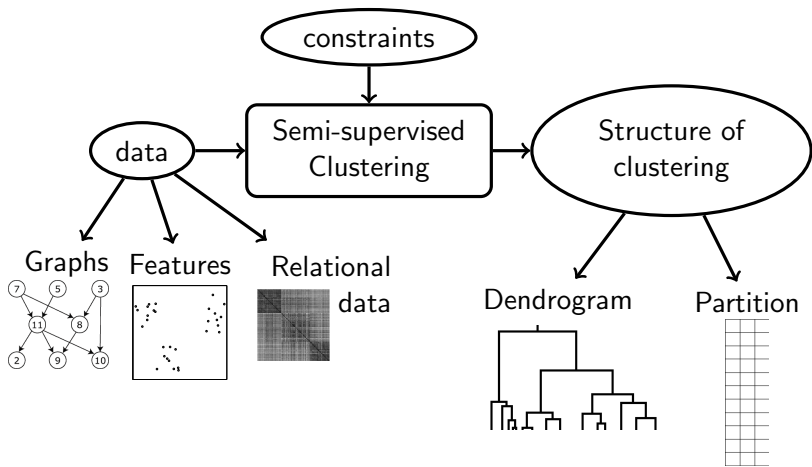 constraints
Semi-supervised
Clustering
data
Structure of
clustering
Graphs
Features
Relational
data
Dendrogram
Partition
7 5 3
11 8
2 9 10